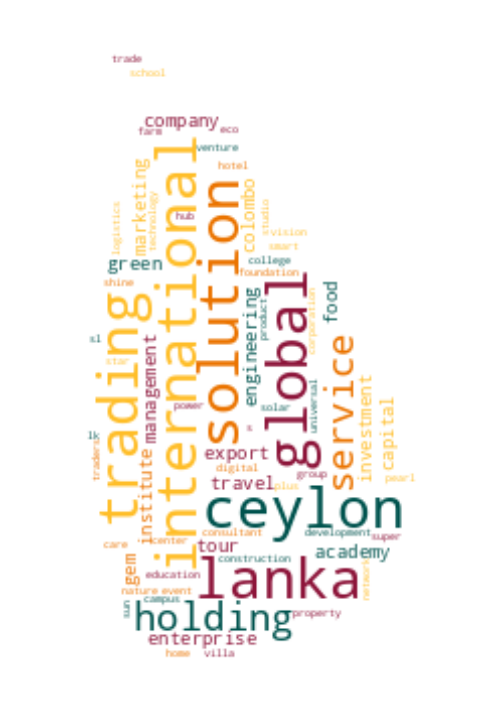 trade
school
company
farm
eco
venture
international
hotel
marketing
solution
colombo
technology
studio
logistics
hub
vision
smart
college
green
foundation
global
shine
food
engineering
product
corporation
trading
sl
management
service
star
investment
universal
capital
power
solar
s
lk
traders
institute
export
digital
group
travel
plus
pearl
ceylon
consultant
development
super
center
care
tour
academy
gem
construction
network
lanka
education
nature
event
campus
sun
holding
property
enterprise
home
villa